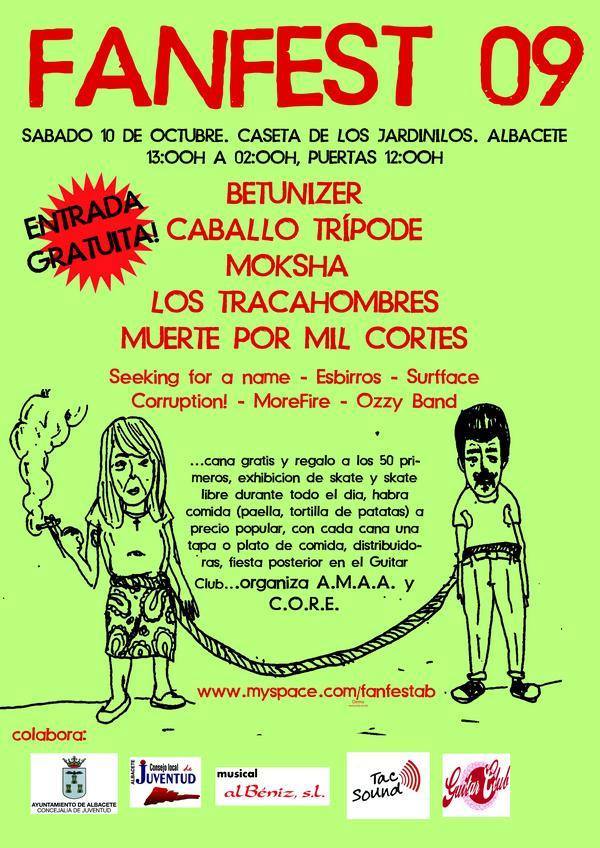 FANFEST 09
SABADO 10 DE OCTUBRE. CASETA DE LOS JARDINILOS. ALBACETE
13:00H A 02:00H, PUERTAS 12:00H
ENTRADA
GRATUITA!
BETUNIZER
CABALLO TRÍPODE
MOKSHA
LOS TRACAHOMBRES
MUERTE POR MIL CORTES
Seeking for a name - Esbirros - Surfface
Corruption! - MoreFire - Ozzy Band
...cana gratis y regalo a los 50 pri-
meros, exhibicion de skate y skate
libre durante todo el dia, habra
comida (paella, tortilla de patatas) a
precio popular, con cada cana una
tapa o plato de comida, distribuido-
ras, fiesta posterior en el Guitar
Club...organiza A.M.A.A. y
C.O.R.E.
www.myspace.com/fanfestab
colabora:
AYUNTAMIENTO DE ALBACETE
CONCEJALIA DE JUVENTUD
ALBACETE
Consejo local de
JUVENTUD
musical
alBéniz, s.l.
Tac
Sound
Guitar Club